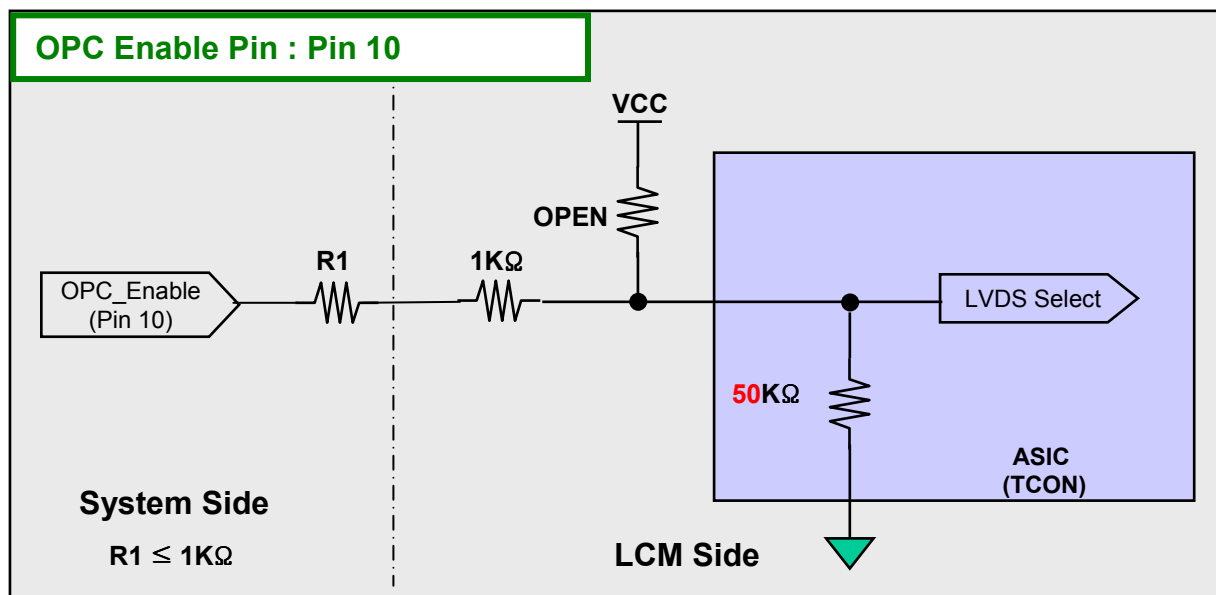 OPC Enable Pin : Pin 10
VCC
OPEN
R1
1KΩ
OPC_Enable
(Pin 10)
LVDS Select
50KΩ
ASIC
(TCON)
System Side
R1 ≦ 1KΩ
LCM Side